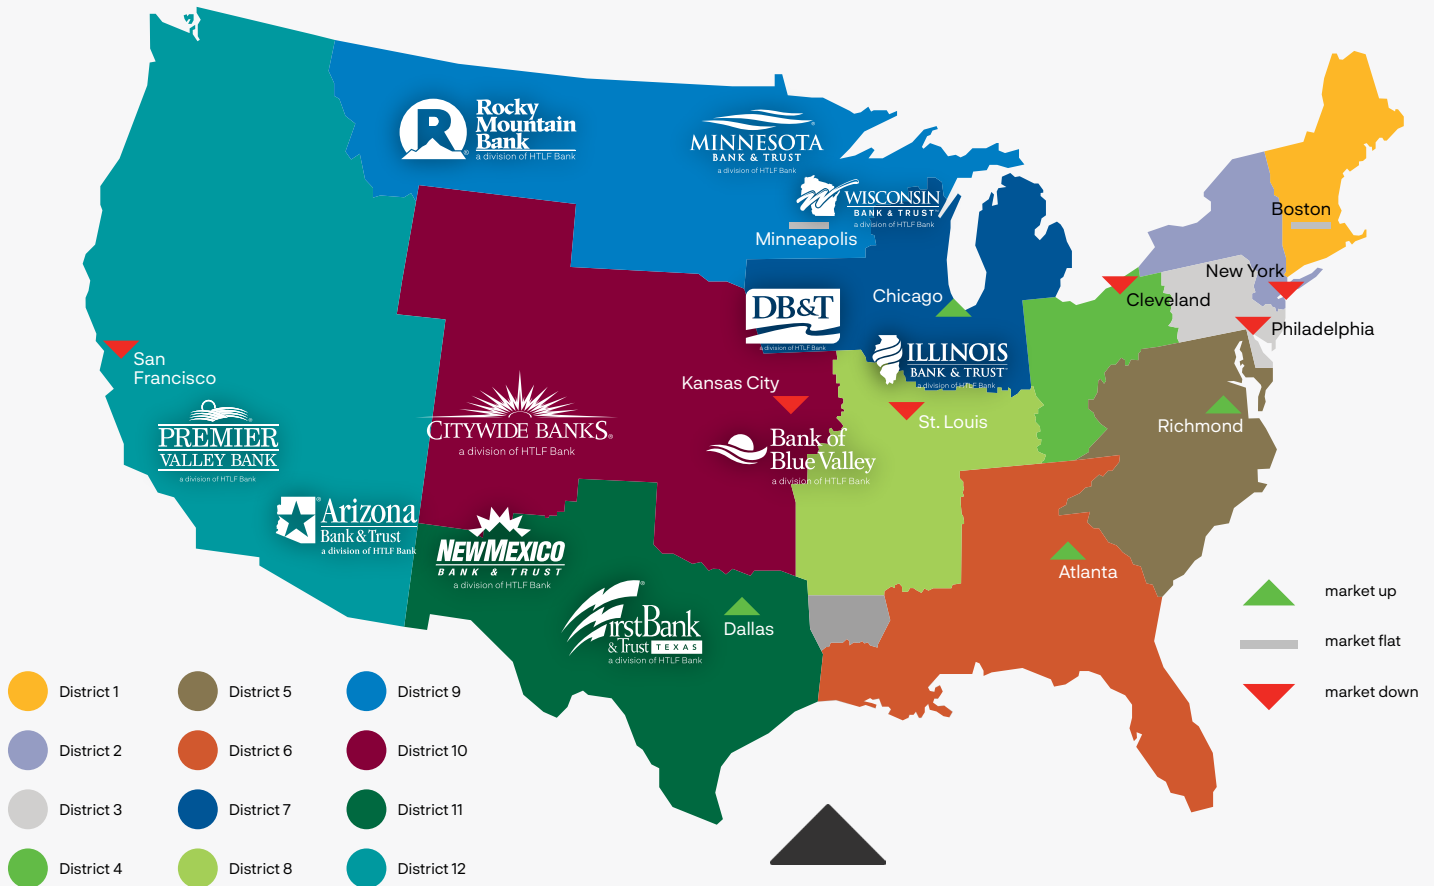 Rocky
Mountain
Bank
a division of HTLF Bank
MINNESOTA
BANK & TRUST
a division of HTLF Bank
WISCONSIN
BANK & TRUST
a division of HTLF Bank
Minneapolis
Boston
New York
Cleveland
Philadelphia
DB&T
a division of HTLF Bank
Chicago
ILLINOIS
BANK & TRUST
a division of HTLF Bank
San
Francisco
Kansas City
St. Louis
Richmond
PREMIER
VALLEY BANK
a division of HTLF Bank
CITYWIDE BANKS
a division of HTLF Bank
Bank of
Blue Valley
a division of HTLF Bank
Arizona
Bank & Trust
a division of HTLF Bank
NEW MEXICO
BANK & TRUST
a division of HTLF Bank
FirstBank
& Trust TEXAS
a division of HTLF Bank
Dallas
Atlanta
market up
market flat
market down
District 1
District 5
District 9
District 2
District 6
District 10
District 3
District 7
District 11
District 4
District 8
District 12